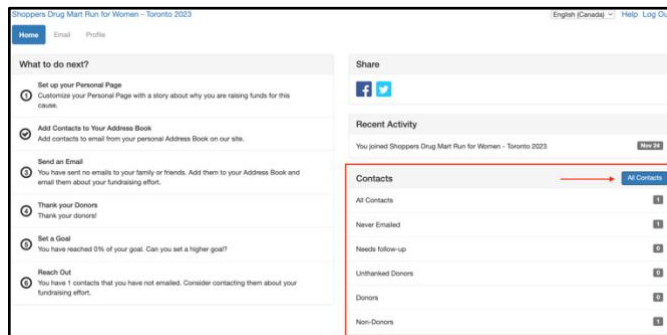 Shoppers Drug Mart Run for Women - Toronto 2023
English (Canada)
Help Log Ou
Home
Email
Profile
What to do next?
1
Set up your Personal Page
Customize your Personal Page with a story about why you are raising funds for this
cause.
Add Contacts to Your Address Book
Add contacts to email from your personal Address Book on our site.
3
Send an Email
You have sent no emails to your family or friends. Add them to your Address Book and
email them about your fundraising effort.
4
Thank your Donors
Thank your donors!
5
Set a Goal
You have reached 0% of your goal. Can you set a higher goal?
6
Reach Out
You have 1 contacts that you have not emailed. Consider contacting them about your
fundraising effort.
Share
Recent Activity
You joined Shoppers Drug Mart Run for Women - Toronto 2023
Nov 24
Contacts
All Contacts
All Contacts 1
Never Emailed 1
Needs follow-up 0
Unthanked Donors 0
Donors 0
Non-Donors 1